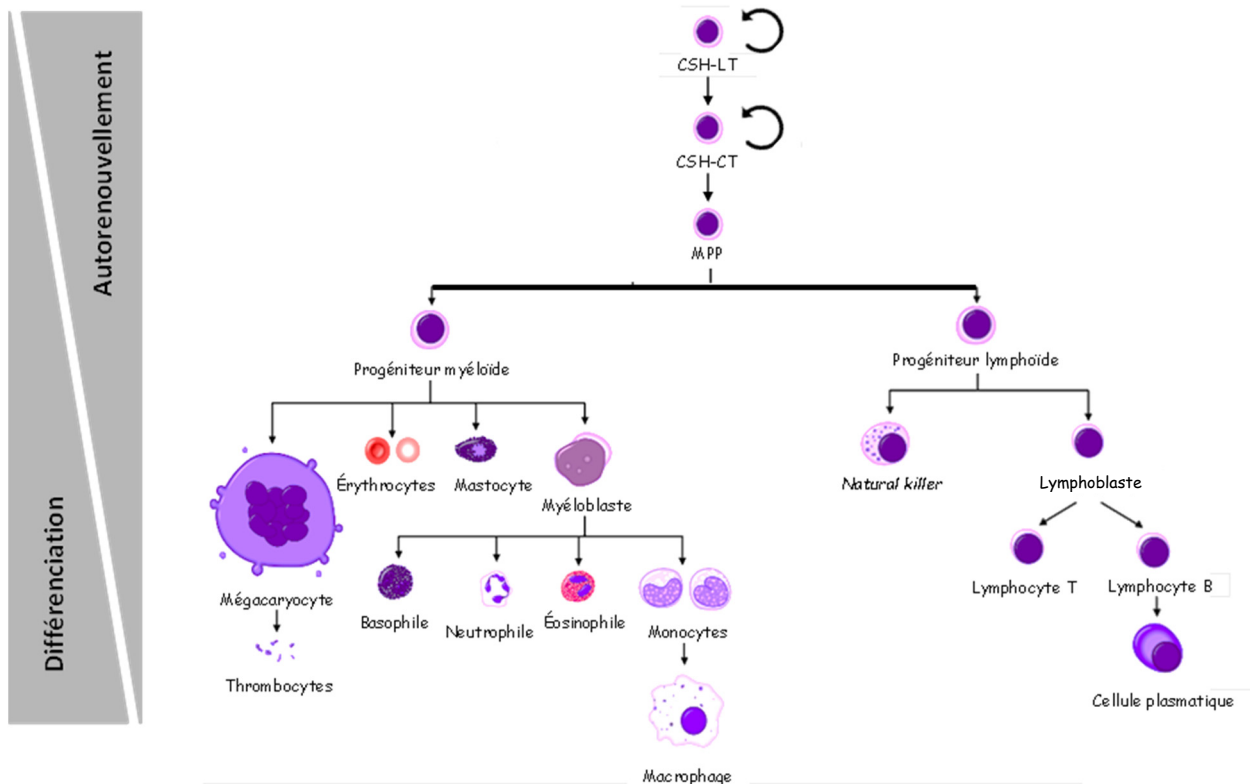 Autorenouvellement
Différenciation
CSH-LT
CSH-CT
MPP
Progéniteur myéloïde
Progéniteur lymphoïde
Érythrocytes
Mastocyte
Myéloblaste
Natural killer
Lymphoblaste
Mégacaryocyte
Basophile
Neutrophile
Éosinophile
Monocytes
Lymphocyte T
Lymphocyte B
Thrombocytes
Cellule plasmatique
Macrophage